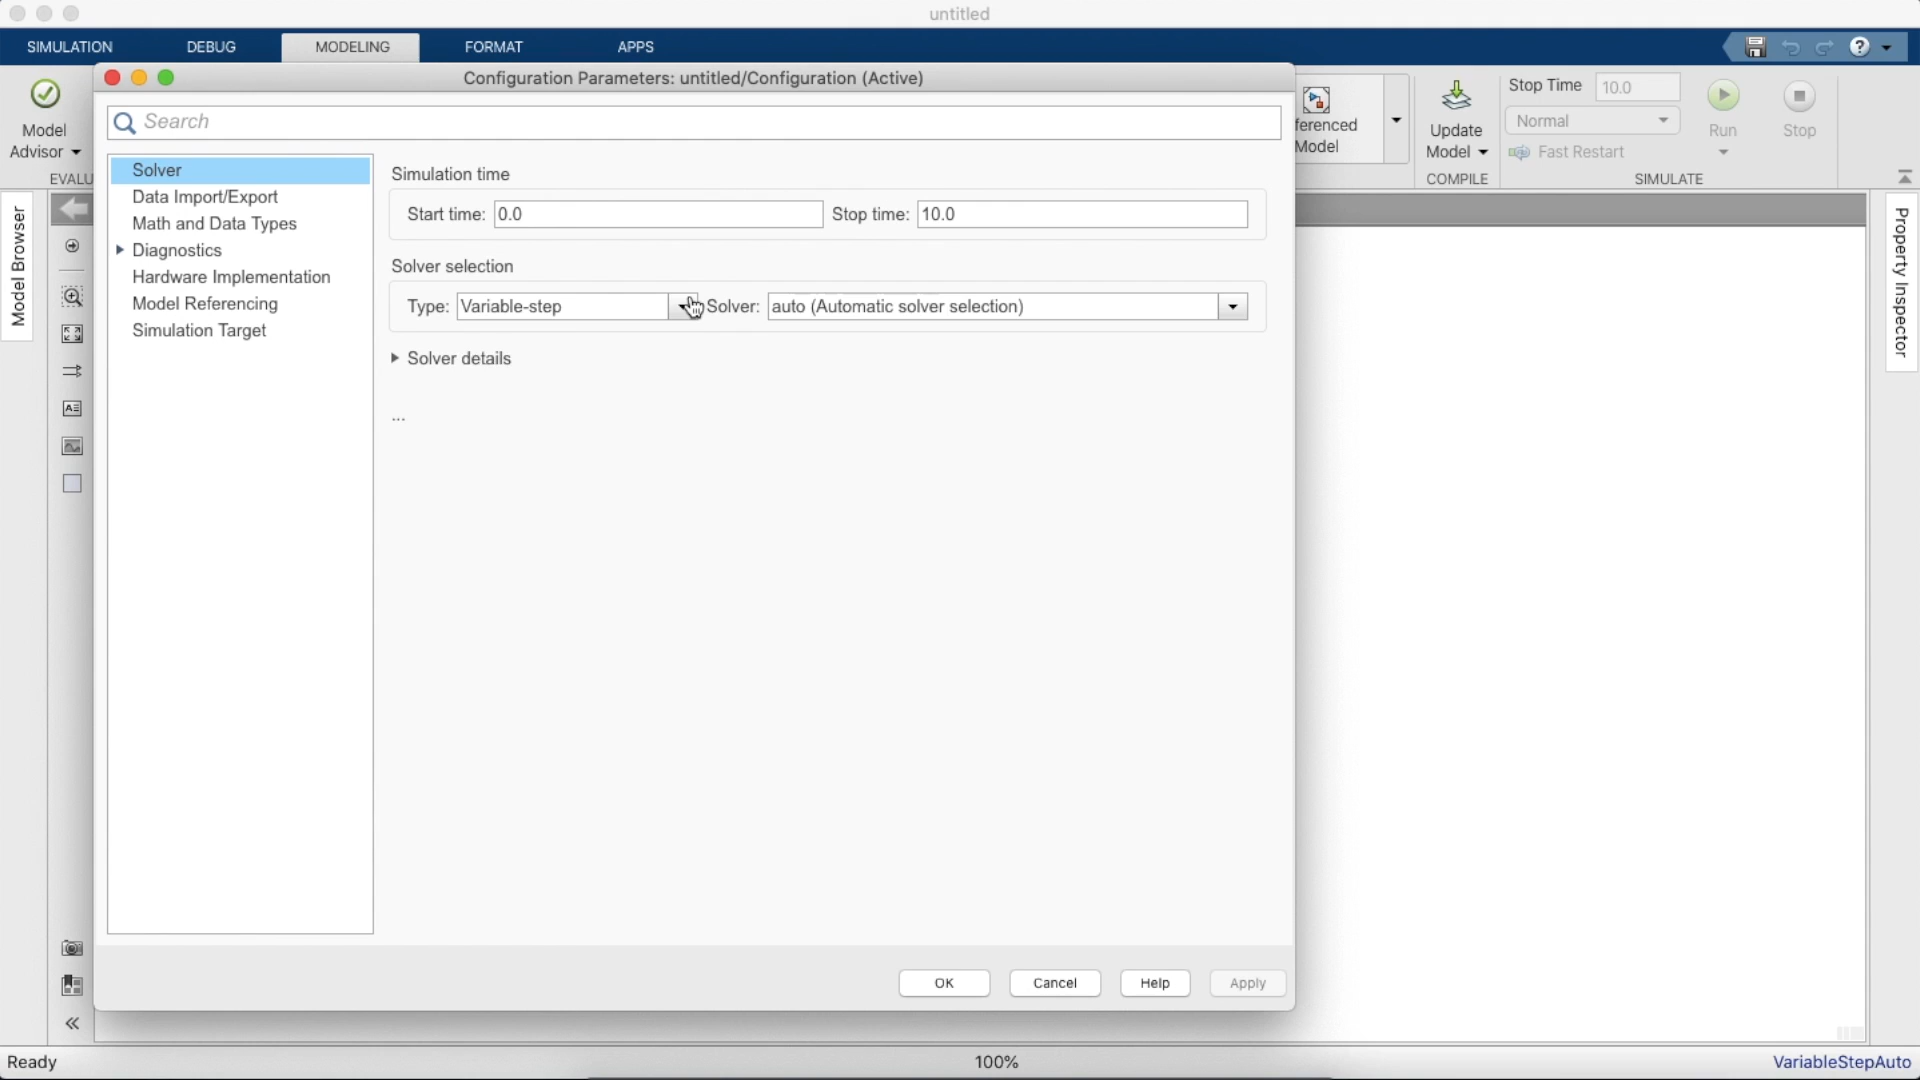 untitled
SIMULATION DEBUG MODELING FORMAT APPS
Configuration Parameters: untitled/Configuration (Active)
Search
Model
Advisor
EVALU
ferenced
Model
Update
Model
COMPILE
Stop Time 10.0
Normal
Fast Restart
Run
Stop
SIMULATE
Model Browser
Property Inspector
Solver
Data Import/Export
Math and Data Types
Diagnostics
Hardware Implementation
Model Referencing
Simulation Target
Simulation time
Start time: 0.0 Stop time: 10.0
Solver selection
Type: Variable-step Solver: auto (Automatic solver selection)
Solver details
...
OK Cancel Help Apply
Ready 100% VariableStepAuto